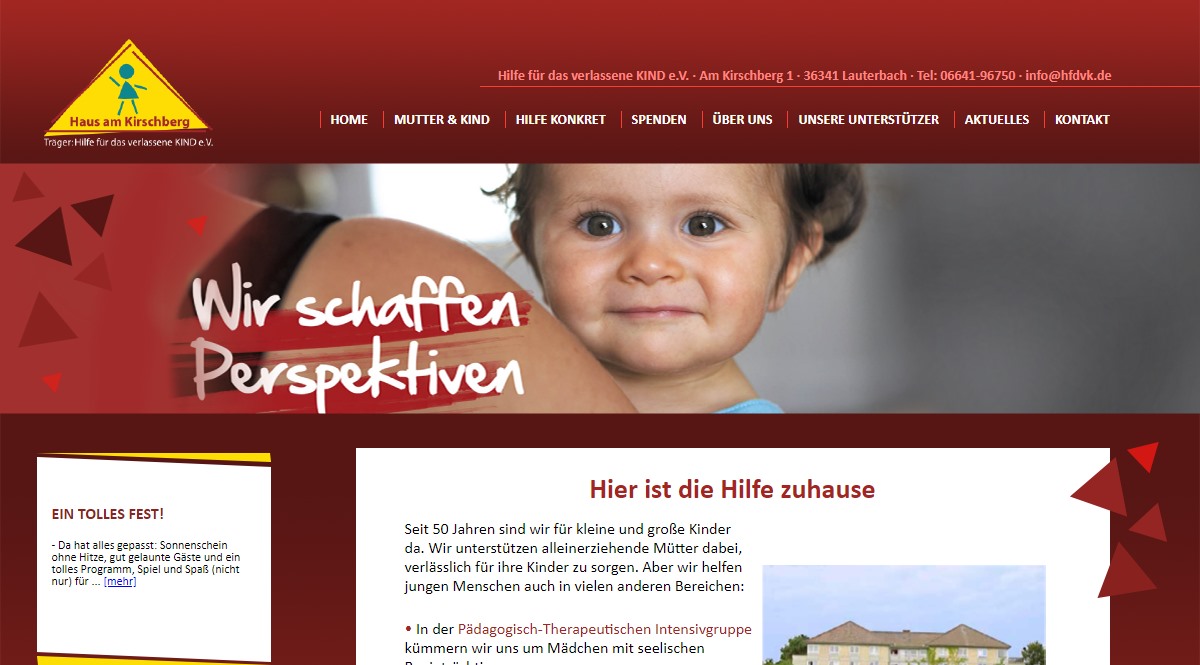 Hilfe für das verlassene KIND e.V. · Am Kirschberg 1 · 36341 Lauterbach · Tel: 06641-96750 · info@hfdvk.de
Haus am Kirschberg
Träger: Hilfe für das verlassene KIND e.V.
HOME MUTTER & KIND HILFE KONKRET SPENDEN ÜBER UNS UNSERE UNTERSTÜTZER AKTUELLES KONTAKT
Wir schaffen
Perspektiven
EIN TOLLES FEST!
- Da hat alles gepasst: Sonnenschein
ohne Hitze, gut gelaunte Gäste und ein
tolles Programm, Spiel und Spaß (nicht
nur) für ... [mehr]
Hier ist die Hilfe zuhause
Seit 50 Jahren sind wir für kleine und große Kinder
da. Wir unterstützen alleinerziehende Mütter dabei,
verlässlich für ihre Kinder zu sorgen. Aber wir helfen
jungen Menschen auch in vielen anderen Bereichen:
• In der Pädagogisch-Therapeutischen Intensivgruppe
kümmern wir uns um Mädchen mit seelischen